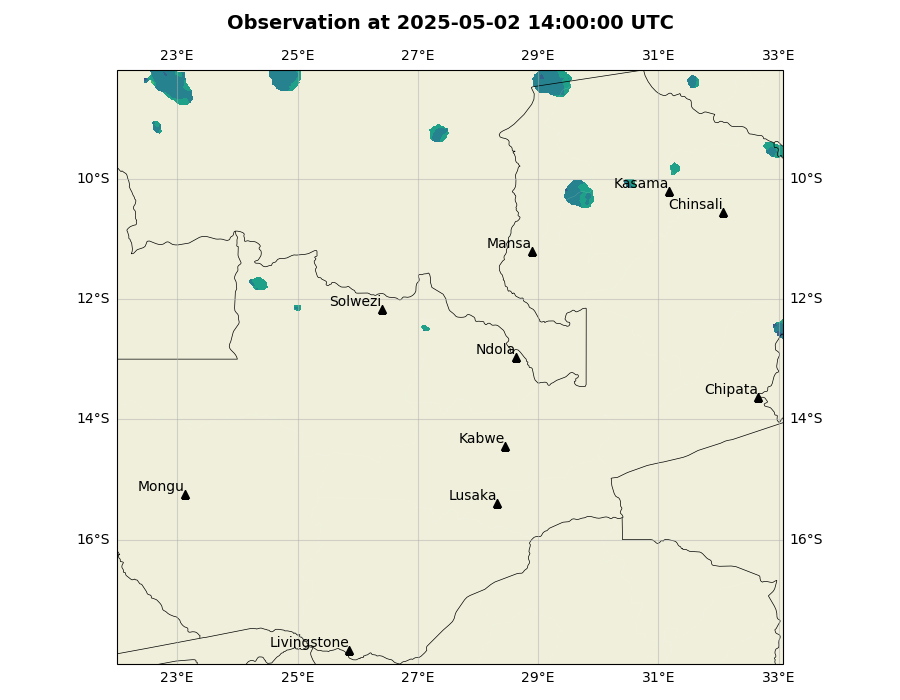 Observation at 2025-05-02 14:00:00 UTC
23°E 25°E 27°E 29°E 31°E 33°E
10°S Kasama 10°S
Chinsali
Mansa
12°S Solwezi 12°S
Ndola
Chipata
14°S 14°S
Kabwe
Mongu
Lusaka
16°S 16°S
Livingstone
23°E 25°E 27°E 29°E 31°E 33°E